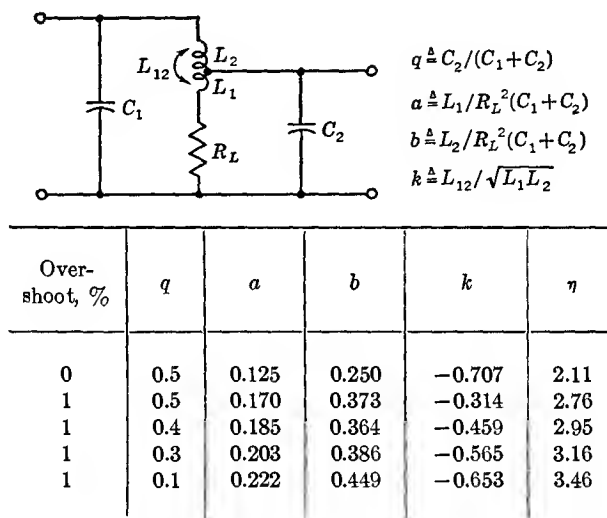 L₁₂
L₂
L₁
C₁
R_L
C₂
q ≜ C₂/(C₁+C₂)
a ≜ L₁/R_L²(C₁+C₂)
b ≜ L₂/R_L²(C₁+C₂)
k ≜ L₁₂/√L₁L₂
Over-
shoot, % q a b k η
0 0.5 0.125 0.250 −0.707 2.11
1 0.5 0.170 0.373 −0.314 2.76
1 0.4 0.185 0.364 −0.459 2.95
1 0.3 0.203 0.386 −0.565 3.16
1 0.1 0.222 0.449 −0.653 3.46